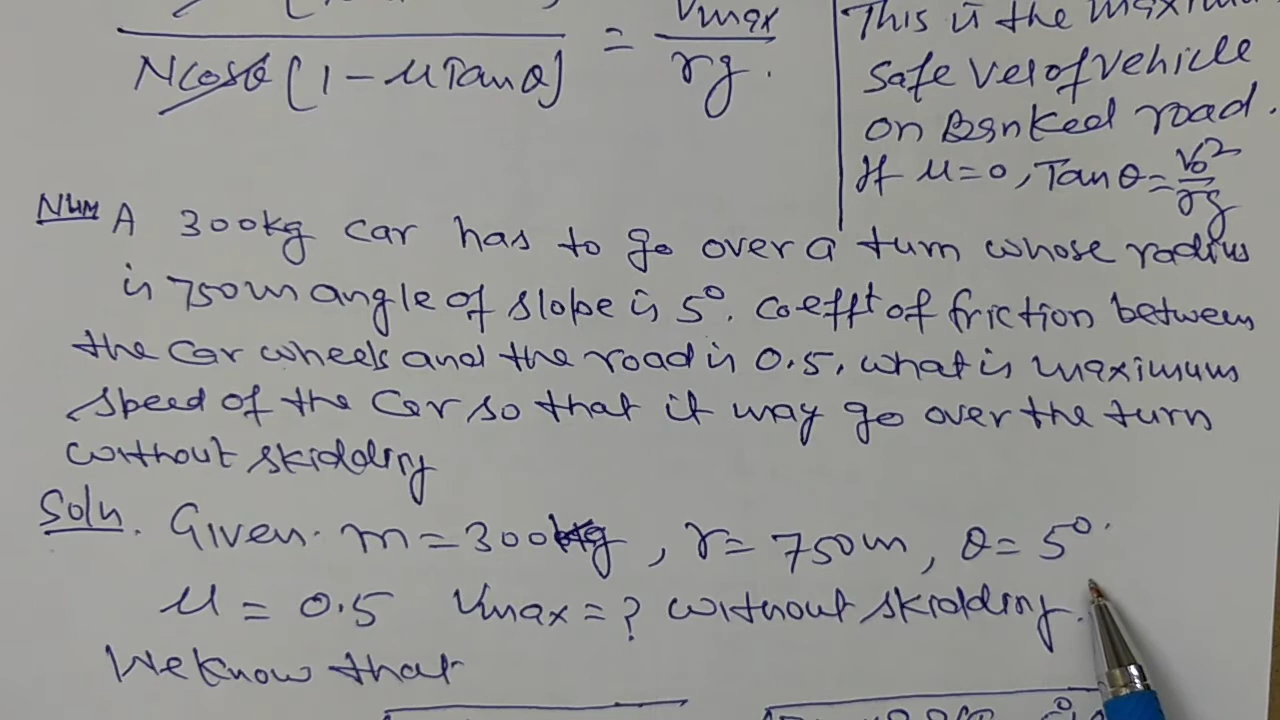 Ncosθ [1 - μTanθ] = Vmax / rg.
This is the maxim
safe vel of vehicle
on Banked road.
If μ=0, Tanθ = V₀² / rg
Num A 300kg car has to go over a turn whose radius
is 750m angle of slope is 5°. Coefft of friction between
the car wheels and the road is 0.5, what is maximum
speed of the car so that it may go over the turn
without skidding
Soln. Given. m = 300kg, r = 750m, θ = 5°.
μ = 0.5 Vmax = ? without skidding.
We know that